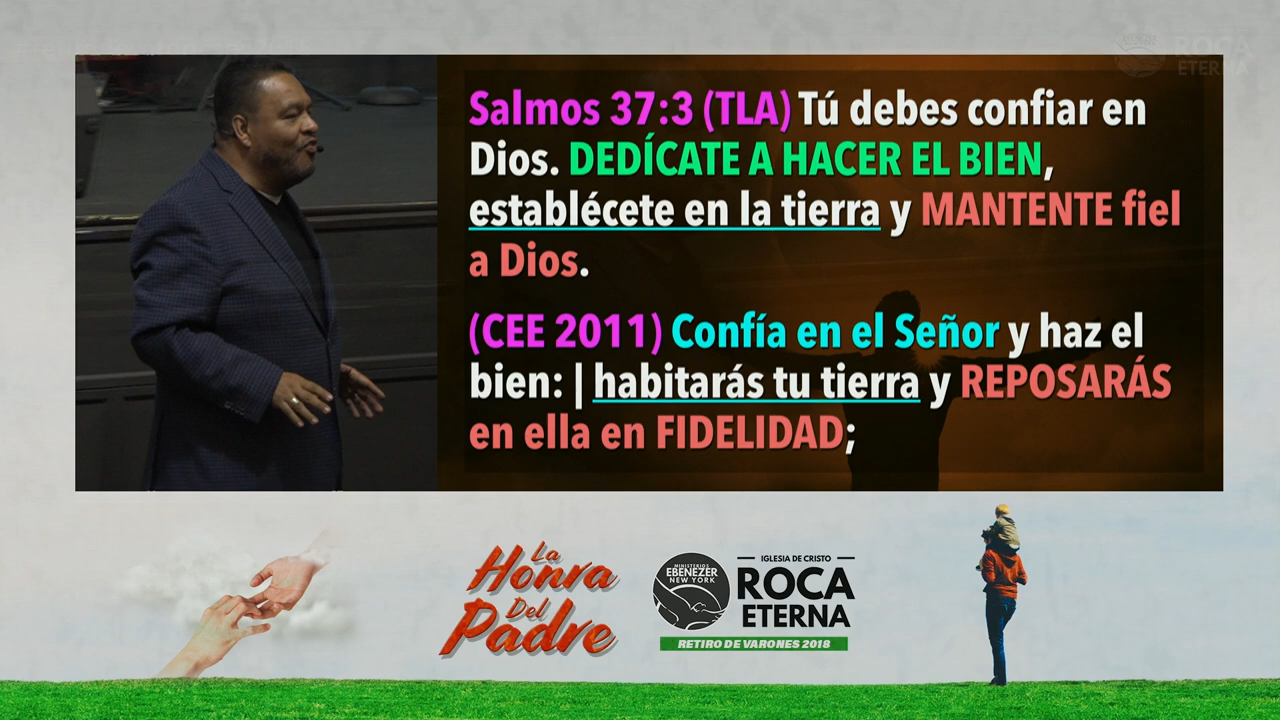 ROCA
ETERNA
Salmos 37:3 (TLA) Tú debes confiar en
Dios. DEDÍCATE A HACER EL BIEN,
establécete en la tierra y MANTENTE fiel
a Dios.
(CEE 2011) Confía en el Señor y haz el
bien: | habitarás tu tierra y REPOSARÁS
en ella en FIDELIDAD;
La
Honra
Del
Padre
MINISTERIOS
EBENEZER
NEW YORK
IGLESIA DE CRISTO
ROCA
ETERNA
RETIRO DE VARONES 2018